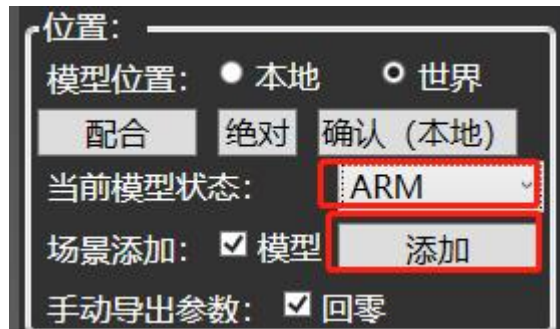 位置:
模型位置: 本地 世界
配合 绝对 确认（本地)
当前模型状态: ARM
场景添加: 模型 添加
手动导出参数: 回零